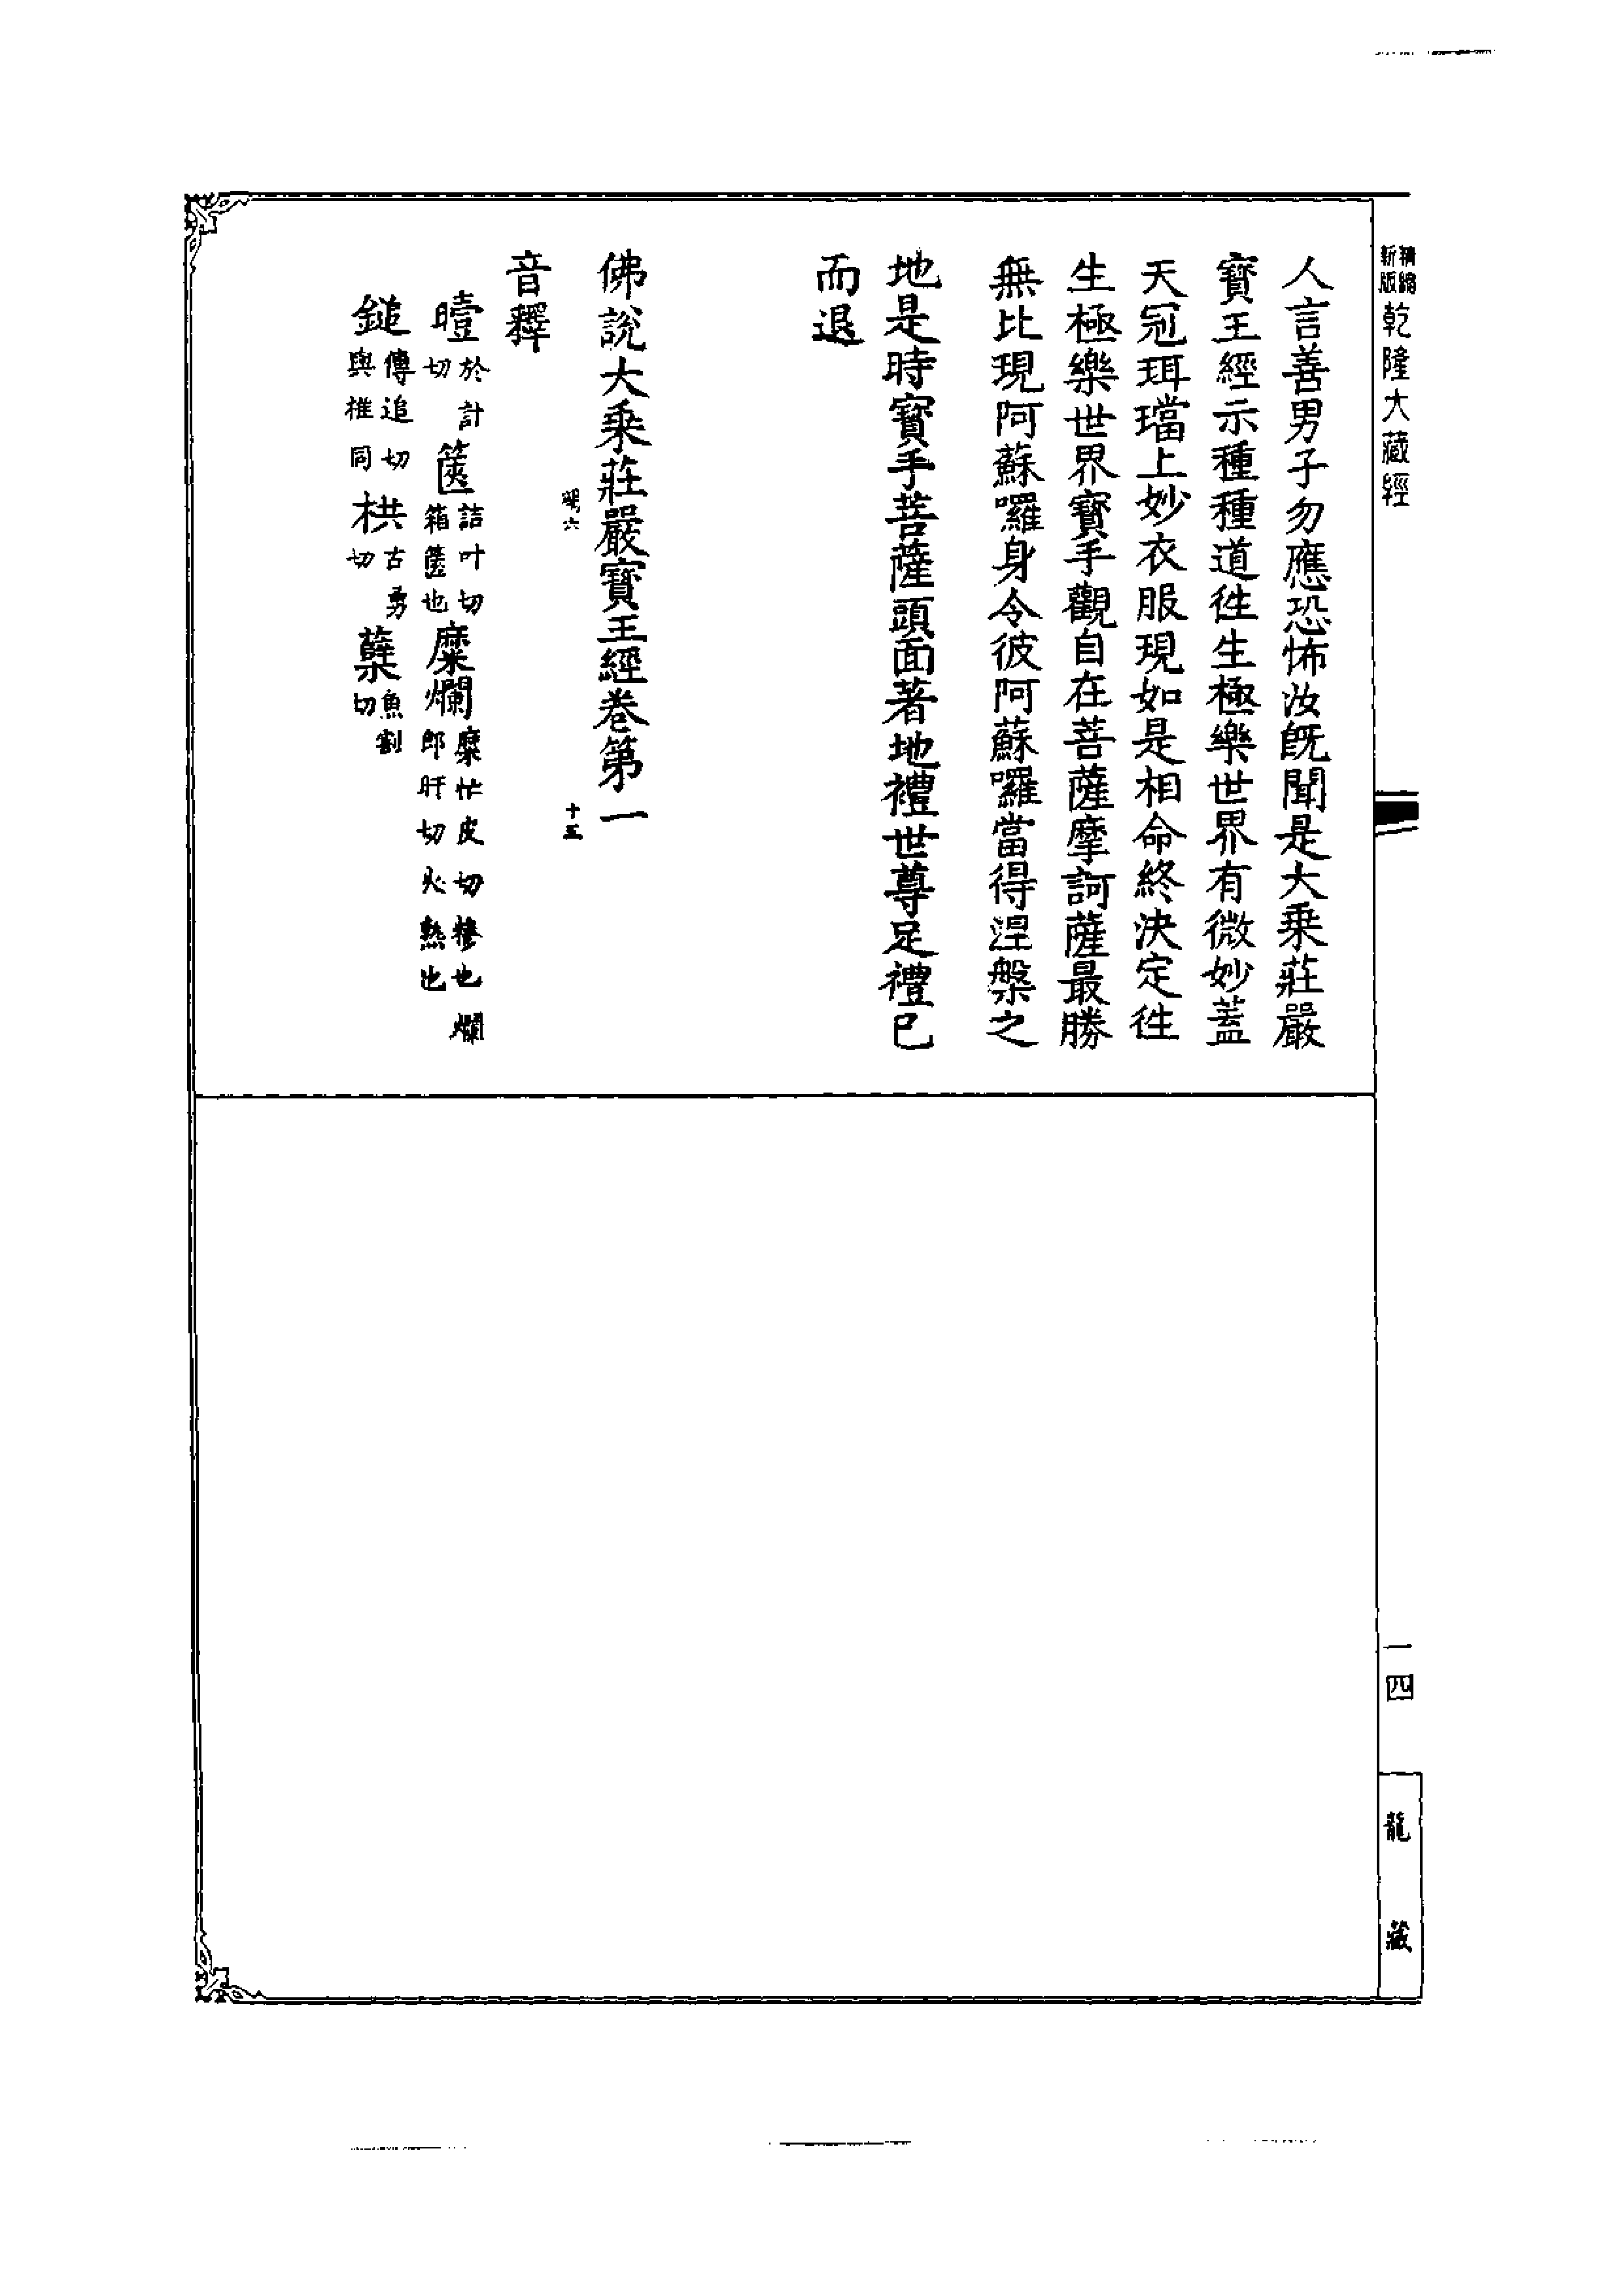 精縮新版乾隆大藏經
人言善男子勿應恐怖汝旣聞是大乘莊嚴
寶王經示種種道徃生極樂世界有微妙蓋
天冠珥璫上妙衣服現如是相命終決定徃
生極樂世界寶手觀自在菩薩摩訶薩最勝
無比現阿蘇囉身令彼阿蘇囉當得涅槃之
地是時寶手菩薩頭面著地禮世尊足禮已
而退
佛說大乘莊嚴寶王經卷第一
十五
音釋
曀於計切 篋詰叶切箱篋也 糜爛糜忙皮切糝也爛郎肝切火熟也
鎚傳追切與椎同 栱古勇切 蘖魚割切
一四
龍藏